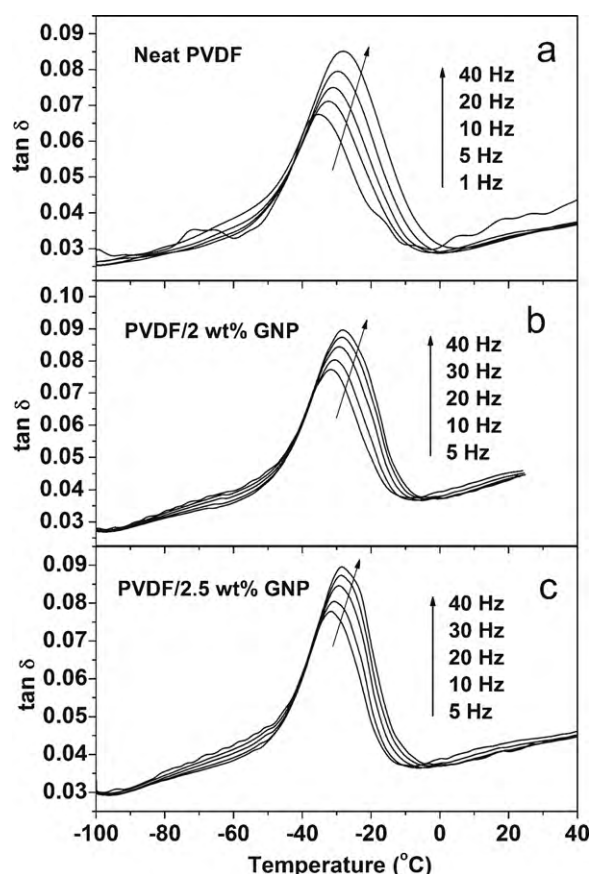 0.09
0.08
0.07
0.06
0.05
0.04
0.03
tan δ
Neat PVDF
a
40 Hz
20 Hz
10 Hz
5 Hz
1 Hz
0.10
0.09
0.08
0.07
0.06
0.05
0.04
0.03
tan δ
PVDF/2 wt% GNP
b
40 Hz
30 Hz
20 Hz
10 Hz
5 Hz
0.09
0.08
0.07
0.06
0.05
0.04
0.03
tan δ
PVDF/2.5 wt% GNP
c
40 Hz
30 Hz
20 Hz
10 Hz
5 Hz
-100 -80 -60 -40 -20 0 20 40
Temperature (°C)